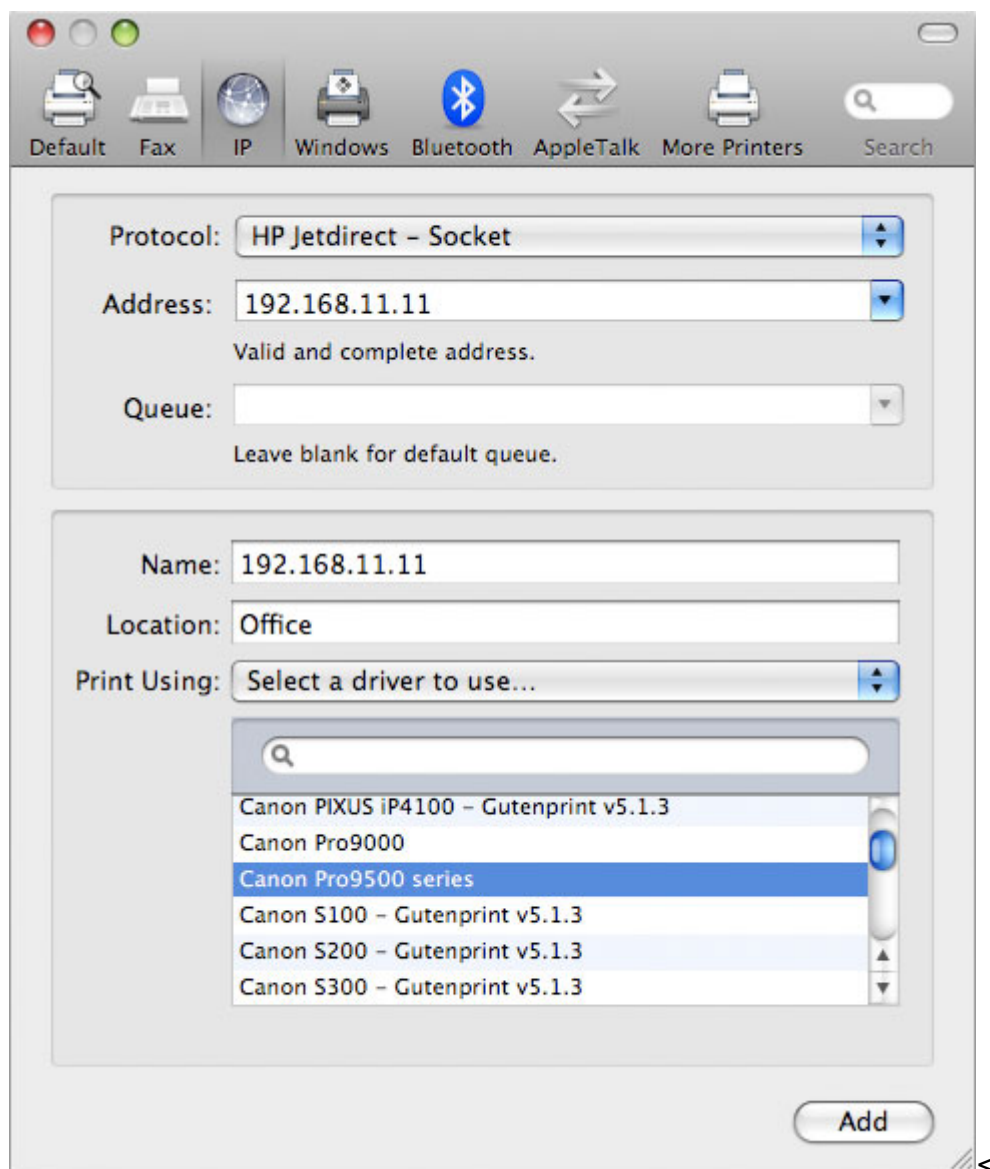 Default Fax IP Windows Bluetooth AppleTalk More Printers Search
Protocol: HP Jetdirect – Socket
Address: 192.168.11.11
Valid and complete address.
Queue:
Leave blank for default queue.
Name: 192.168.11.11
Location: Office
Print Using: Select a driver to use...
Canon PIXUS iP4100 – Gutenprint v5.1.3
Canon Pro9000
Canon Pro9500 series
Canon S100 – Gutenprint v5.1.3
Canon S200 – Gutenprint v5.1.3
Canon S300 – Gutenprint v5.1.3
Add
<